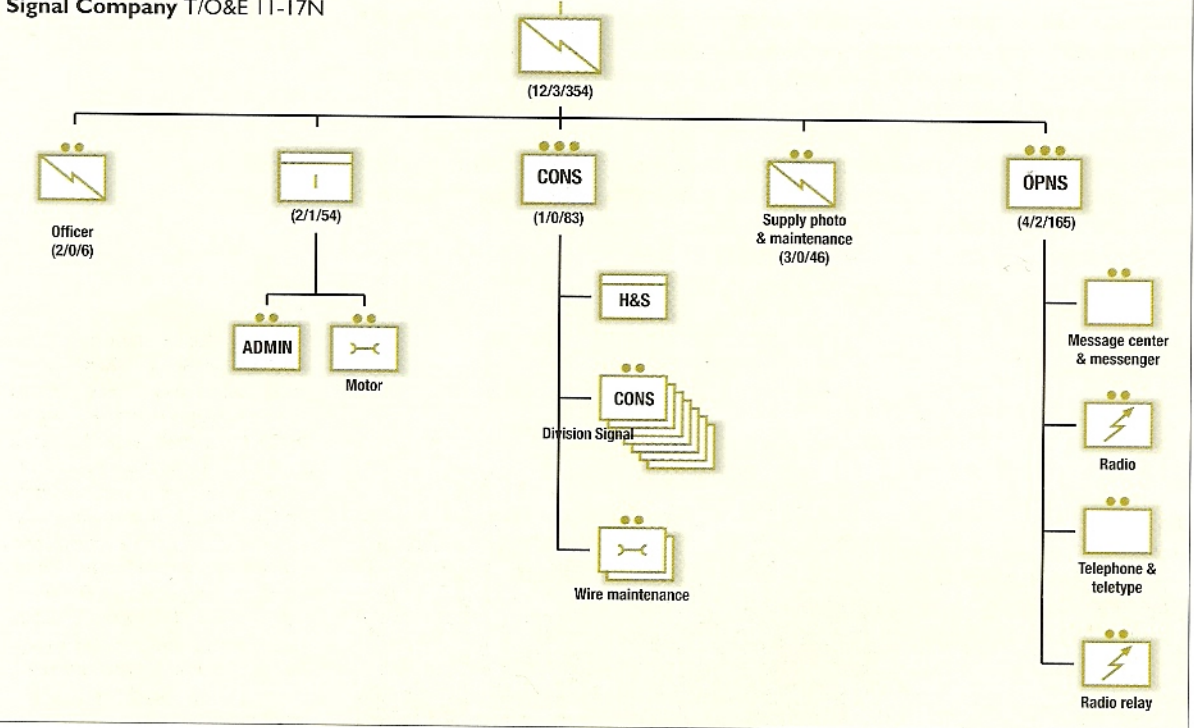 Signal Company T/O&E 11-17N
(12/3/354)
Officer
(2/0/6)
I
(2/1/54)
ADMIN
Motor
CONS
(1/0/83)
H&S
CONS
Division Signal
Wire maintenance
Supply photo
& maintenance
(3/0/46)
OPNS
(4/2/165)
Message center
& messenger
Radio
Telephone &
teletype
Radio relay